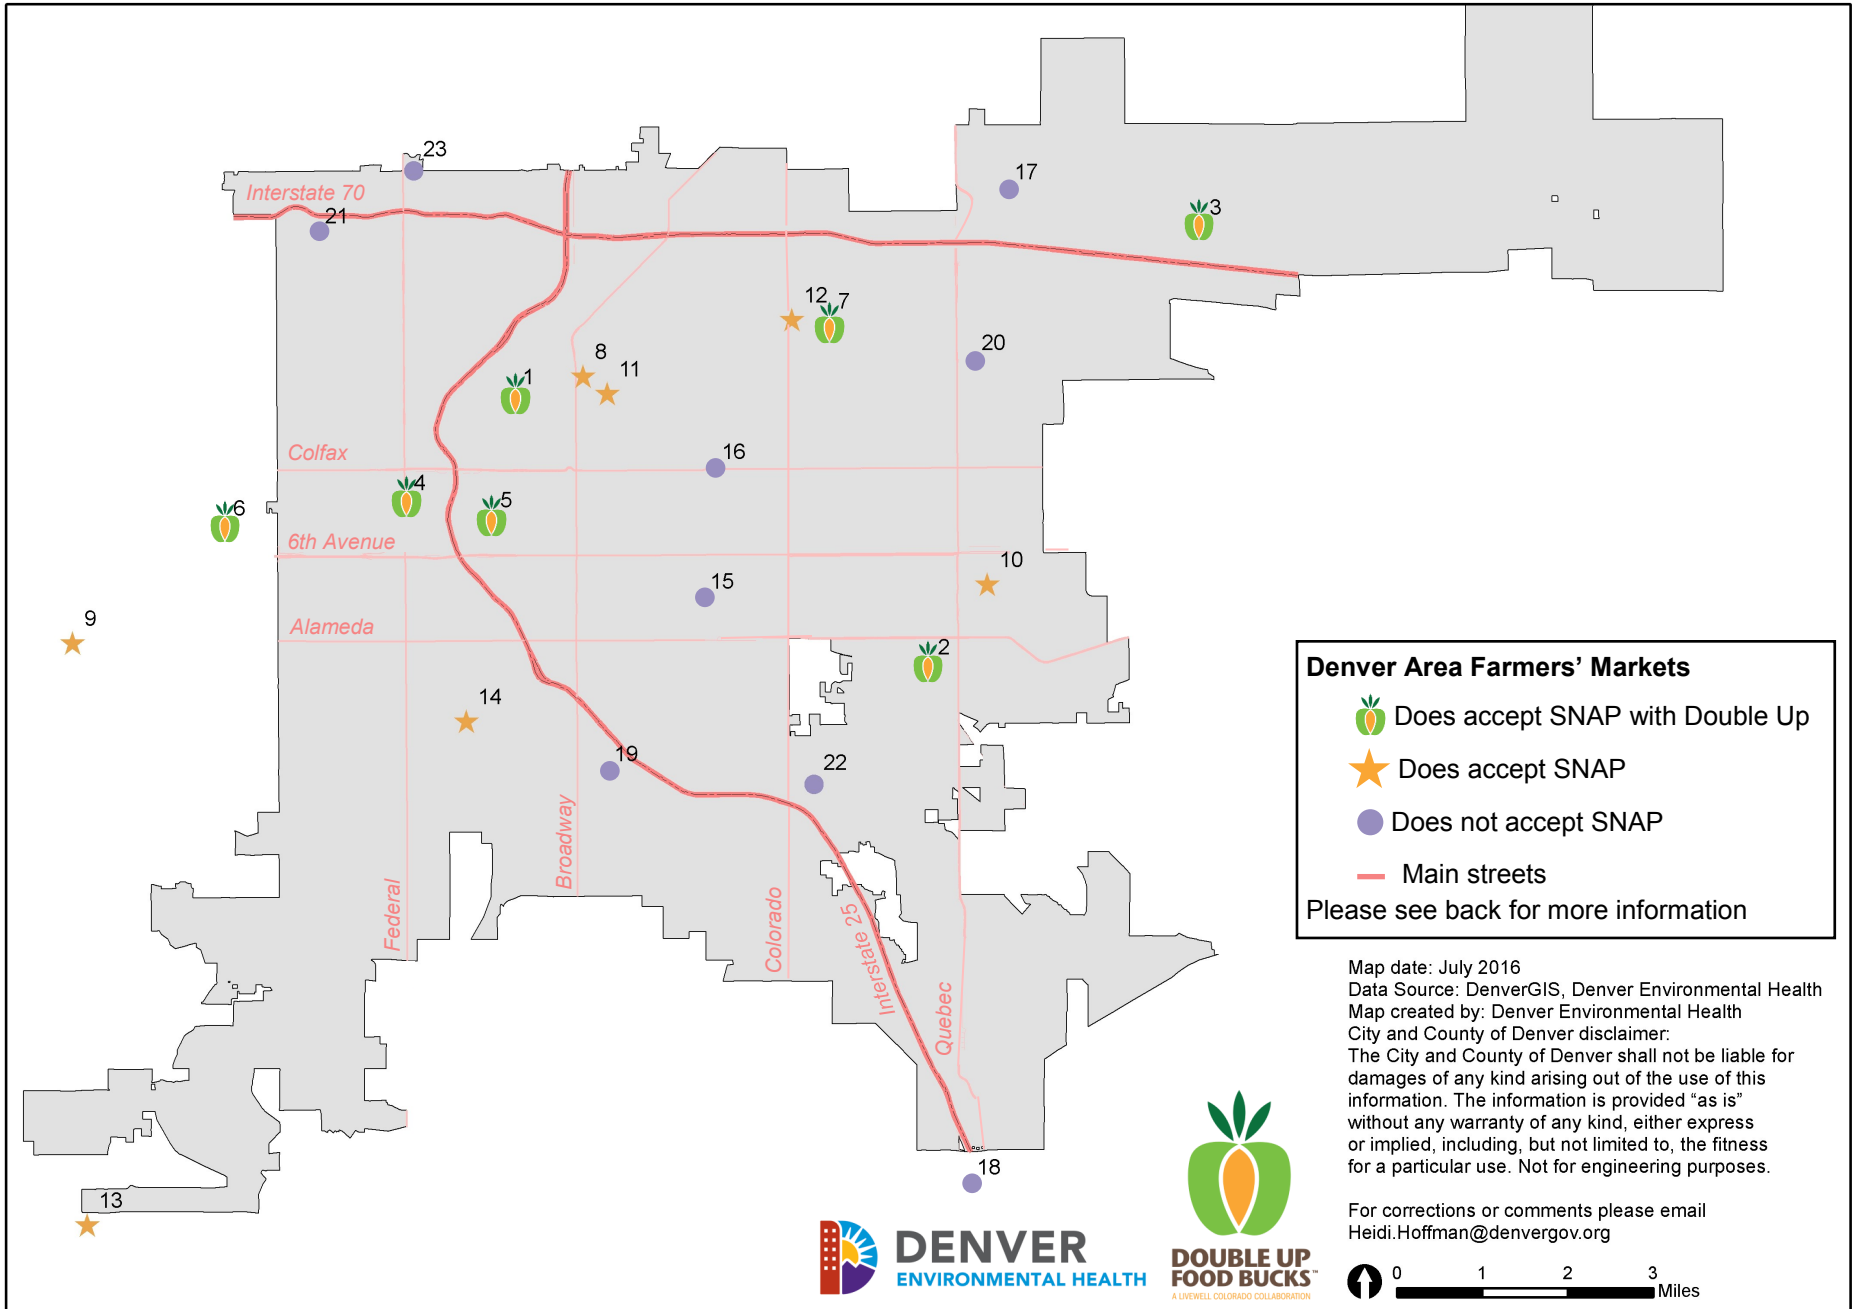 23
17
Interstate 70
3
21
12
7
20
8
11
1
Colfax
16
4
5
6
6th Avenue
10
15
9
Alameda
2
14
19
22
Broadway
Federal
Colorado
Interstate 25
Quebec
18
13
Denver Area Farmers’ Markets
Does accept SNAP with Double Up
Does accept SNAP
Does not accept SNAP
Main streets
Please see back for more information
Map date: July 2016
Data Source: DenverGIS, Denver Environmental Health
Map created by: Denver Environmental Health
City and County of Denver disclaimer:
The City and County of Denver shall not be liable for
damages of any kind arising out of the use of this
information. The information is provided “as is”
without any warranty of any kind, either express
or implied, including, but not limited to, the fitness
for a particular use. Not for engineering purposes.
For corrections or comments please email
Heidi.Hoffman@denvergov.org
DENVER
ENVIRONMENTAL HEALTH
DOUBLE UP
FOOD BUCKS™
A LIVEWELL COLORADO COLLABORATION
0 1 2 3
Miles